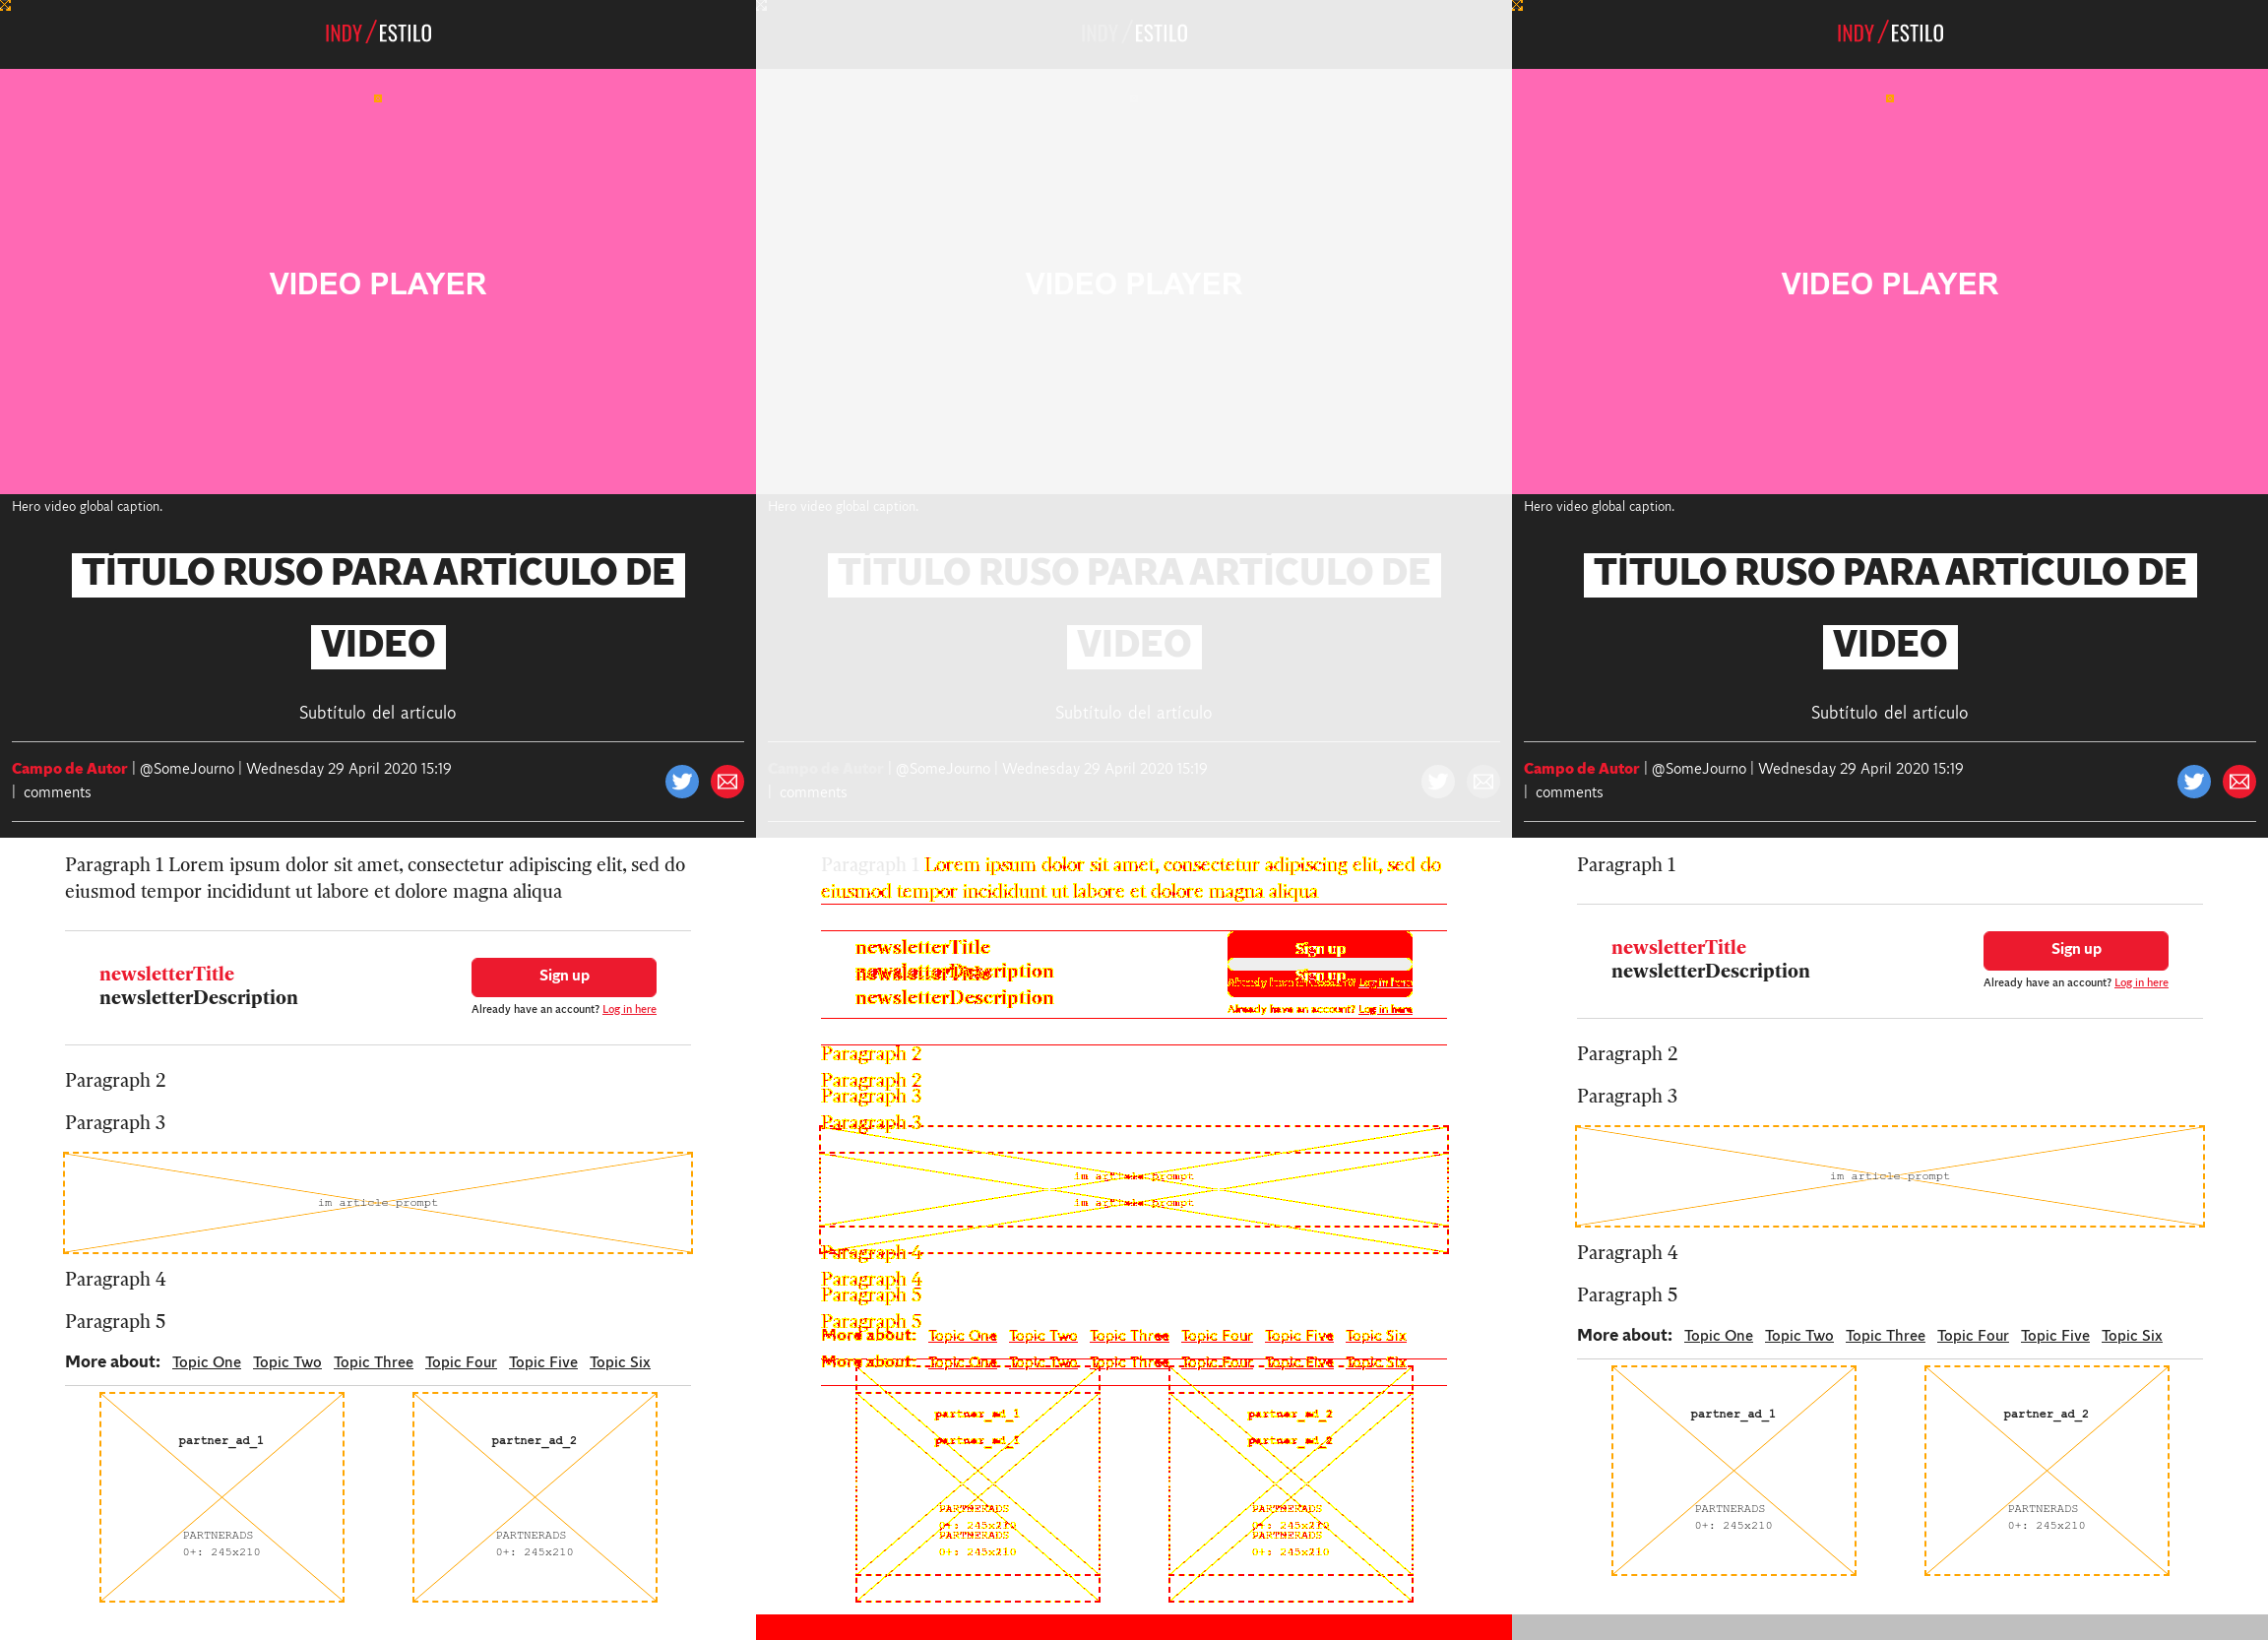 INDY/ESTILO
VIDEO PLAYER
Hero video global caption.
TÍTULO RUSO PARA ARTÍCULO DE
VIDEO
Subtítulo del artículo
Campo de Autor | @SomeJourno | Wednesday 29 April 2020 15:19
| comments
Paragraph 1 Lorem ipsum dolor sit amet, consectetur adipiscing elit, sed do
eiusmod tempor incididunt ut labore et dolore magna aliqua
newsletterTitle
newsletterDescription
Sign up
Already have an account? Log in here
Paragraph 2
Paragraph 3
im article prompt
Paragraph 4
Paragraph 5
More about: Topic One Topic Two Topic Three Topic Four Topic Five Topic Six
partner_ad_1
PARTNERADS
0+: 245x210
partner_ad_2
PARTNERADS
0+: 245x210
INDY/ESTILO
VIDEO PLAYER
Hero video global caption.
TÍTULO RUSO PARA ARTÍCULO DE
VIDEO
Subtítulo del artículo
Campo de Autor | @SomeJourno | Wednesday 29 April 2020 15:19
| comments
Paragraph 1 Lorem ipsum dolor sit amet, consectetur adipiscing elit, sed do
eiusmod tempor incididunt ut labore et dolore magna aliqua
newsletterTitle
newsletterDescription
newsletterDescription
Sign up
Sign up
Already have an account? Log in here
Paragraph 2
Paragraph 2
Paragraph 3
Paragraph 3
im article prompt
im article prompt
Paragraph 4
Paragraph 4
Paragraph 5
Paragraph 5
More about: Topic One Topic Two Topic Three Topic Four Topic Five Topic Six
More about: Topic One Topic Two Topic Three Topic Four Topic Five Topic Six
partner_ad_1
partner_ad_1
PARTNERADS
0+: 245x210
PARTNERADS
0+: 245x210
partner_ad_2
partner_ad_2
PARTNERADS
0+: 245x210
PARTNERADS
0+: 245x210
INDY/ESTILO
VIDEO PLAYER
Hero video global caption.
TÍTULO RUSO PARA ARTÍCULO DE
VIDEO
Subtítulo del artículo
Campo de Autor | @SomeJourno | Wednesday 29 April 2020 15:19
| comments
Paragraph 1
newsletterTitle
newsletterDescription
Sign up
Already have an account? Log in here
Paragraph 2
Paragraph 3
im article prompt
Paragraph 4
Paragraph 5
More about: Topic One Topic Two Topic Three Topic Four Topic Five Topic Six
partner_ad_1
PARTNERADS
0+: 245x210
partner_ad_2
PARTNERADS
0+: 245x210